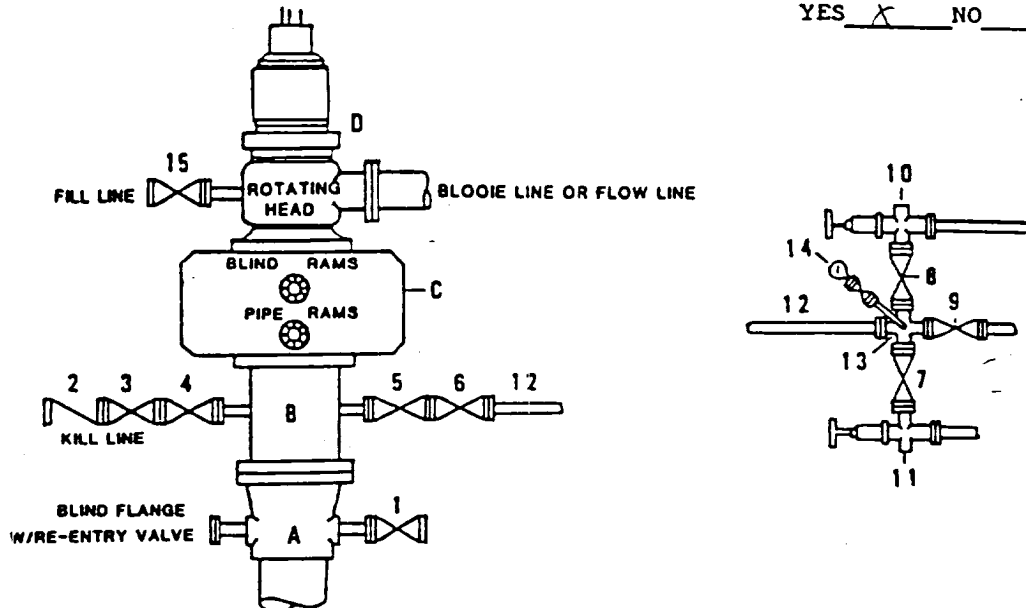 YES X NO
D
15
FILL LINE
ROTATING HEAD
BLOOIE LINE OR FLOW LINE
BLIND RAMS
C
PIPE RAMS
2 3 4
KILL LINE
B
5 6 12
BLIND FLANGE
W/RE-ENTRY VALVE
A
1
10
14
8
12
9
13
7
11